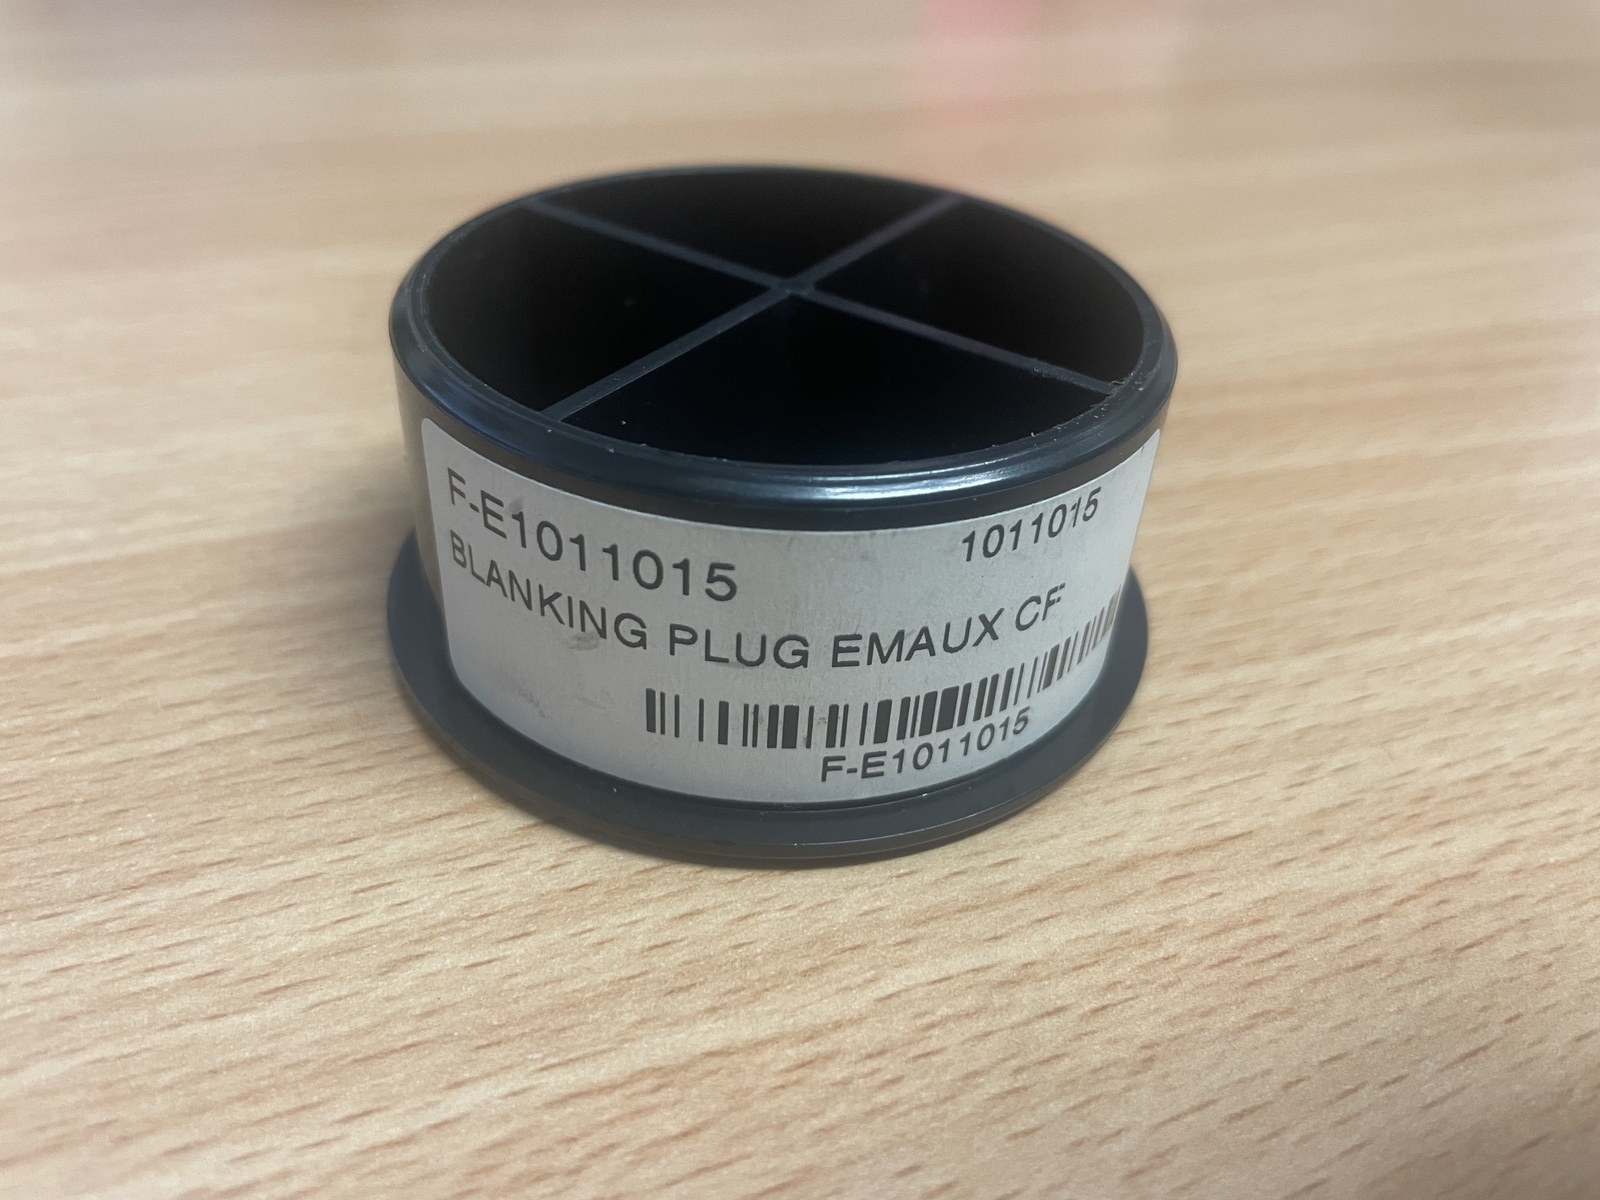 F-E1011015 1011015
BLANKING PLUG EMAUX CF
F-E1011015